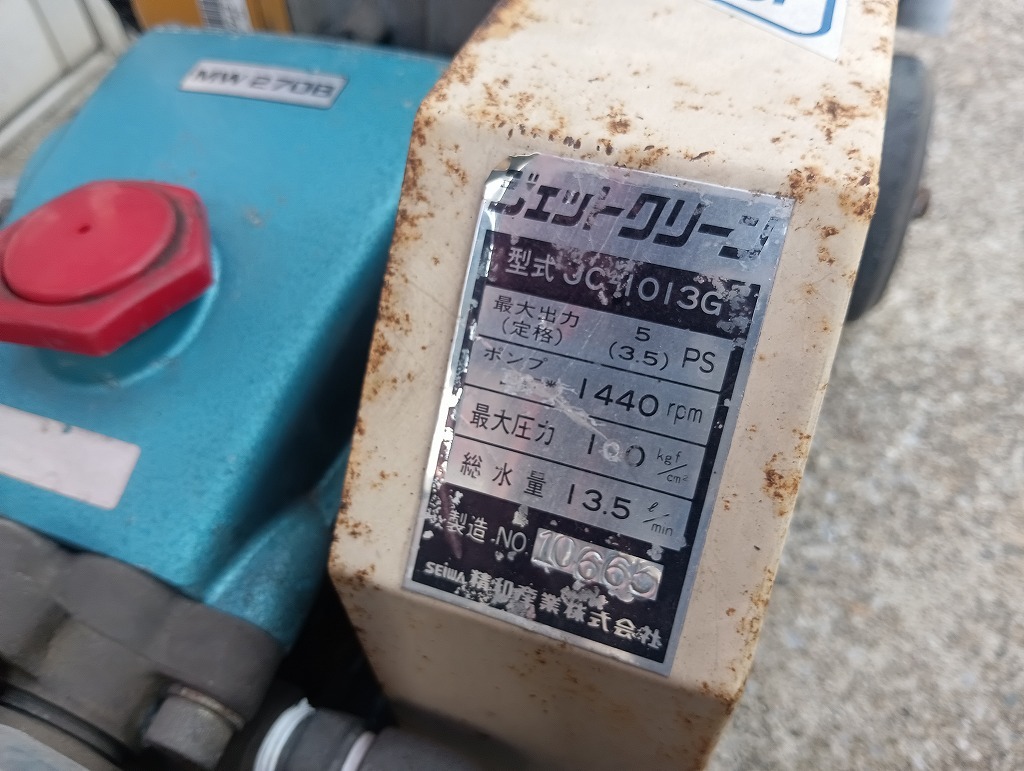 MW270B
ジェットクリーン
型式 JC-1013G
最大出力 (定格) 5 (3.5) PS
ポンプ 1440 rpm
最大圧力 100 kgf/cm²
総水量 13.5 ℓ/min
製造 NO. 10665
SEIWA 精和産業株式会社